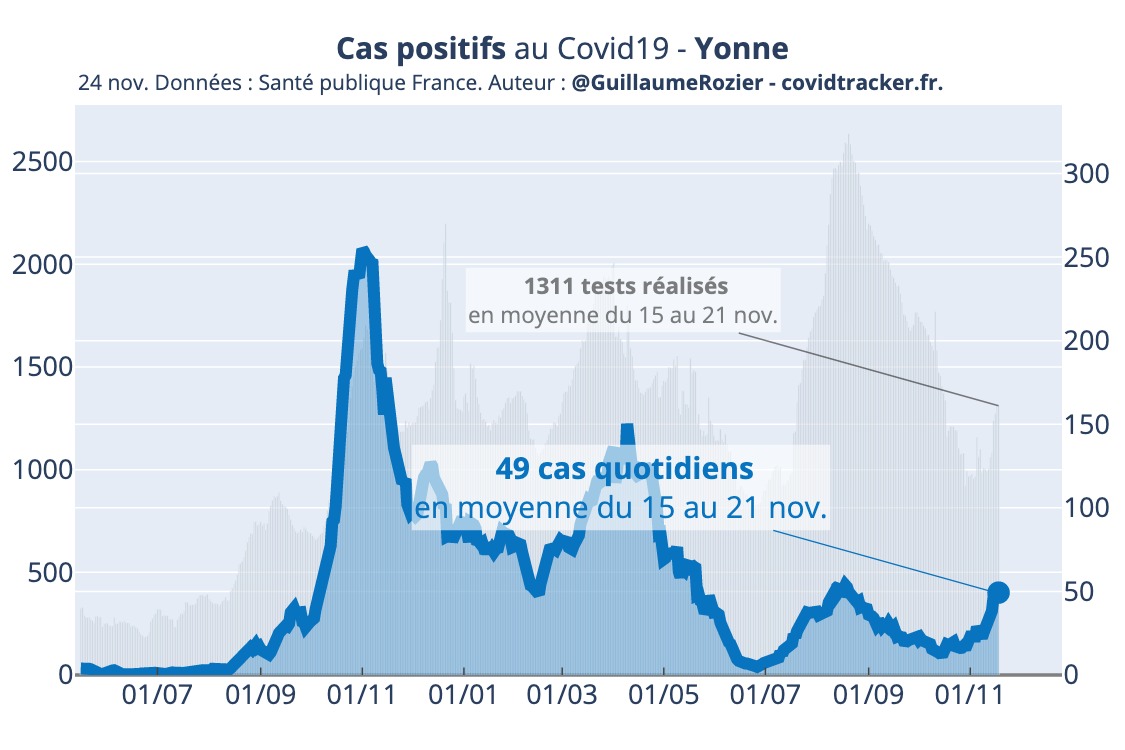 Cas positifs au Covid19 - Yonne
24 nov. Données : Santé publique France. Auteur : @GuillaumeRozier - covidtracker.fr.
2500
2000
1500
1000
500
0
300
250
200
150
100
50
0
1311 tests réalisés
en moyenne du 15 au 21 nov.
49 cas quotidiens
en moyenne du 15 au 21 nov.
01/07 01/09 01/11 01/01 01/03 01/05 01/07 01/09 01/11